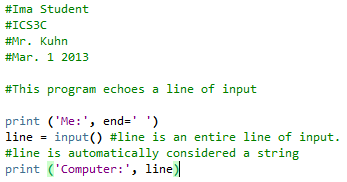 #Ima Student
#ICS3C
#Mr. Kuhn
#Mar. 1 2013
#This program echoes a line of input
print ('Me:', end=' ')
line = input() #line is an entire line of input.
#line is automatically considered a string
print ('Computer:', line)